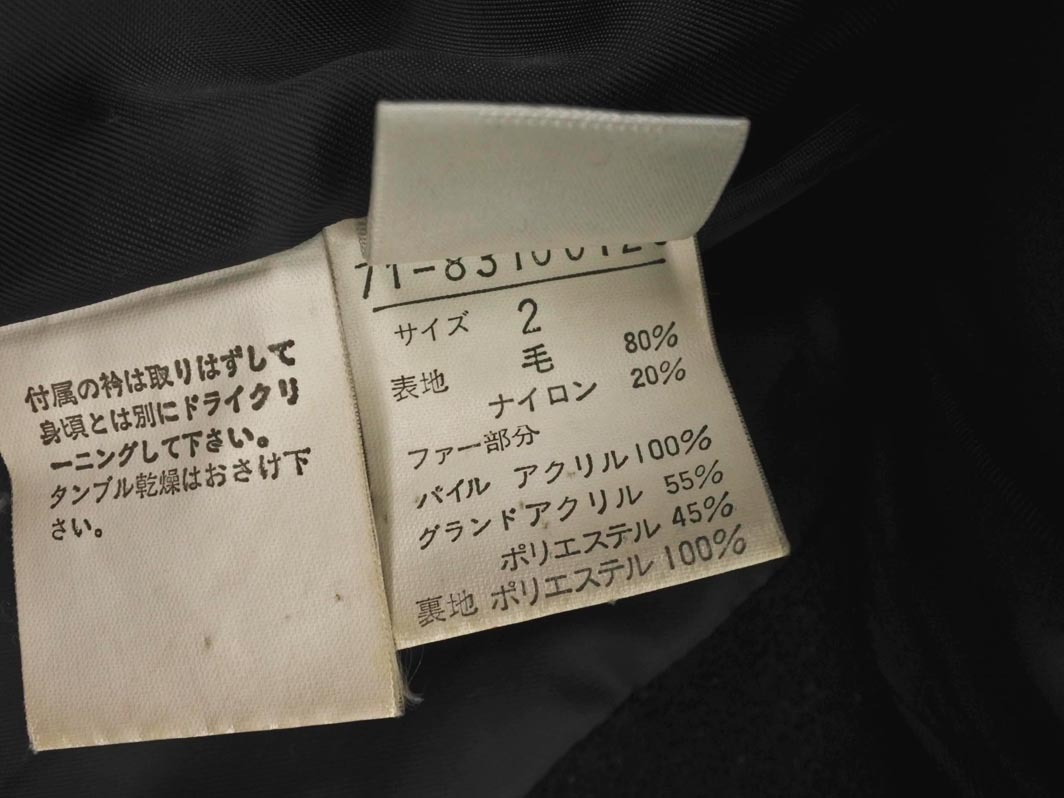 付属の衿は取りはずして
身頃とは別にドライクリ
ーニングして下さい。
タンブル乾燥はおさけ下
さい。
サイズ 2
表地 毛 80%
ナイロン 20%
ファー部分
パイル アクリル100%
グランドアクリル 55%
ポリエステル 45%
裏地 ポリエステル 100%